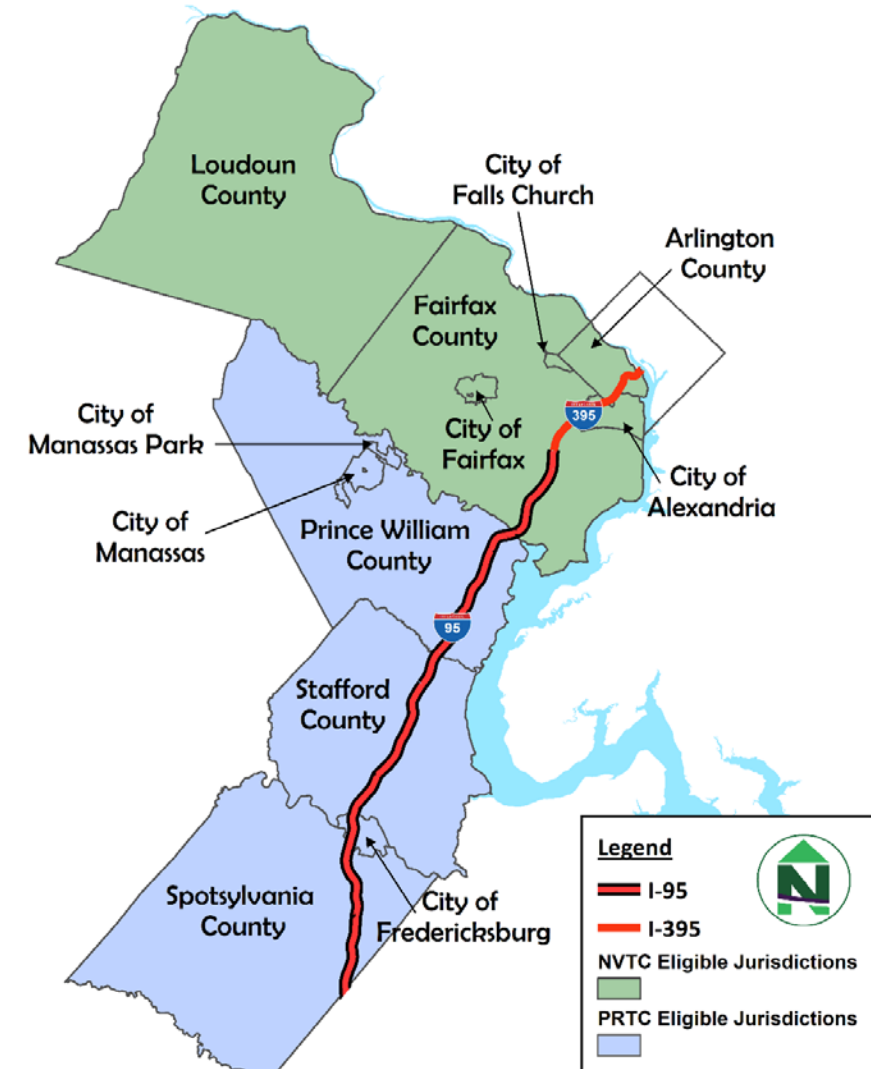 Loudoun
County
City of
Falls Church
Arlington
County
Fairfax
County
City of
Manassas Park
395
City of
Fairfax
City of
Alexandria
City of
Manassas
Prince William
County
95
Stafford
County
Spotsylvania
County
City of
Fredericksburg
Legend
I-95
I-395
N
NVTC Eligible Jurisdictions
PRTC Eligible Jurisdictions